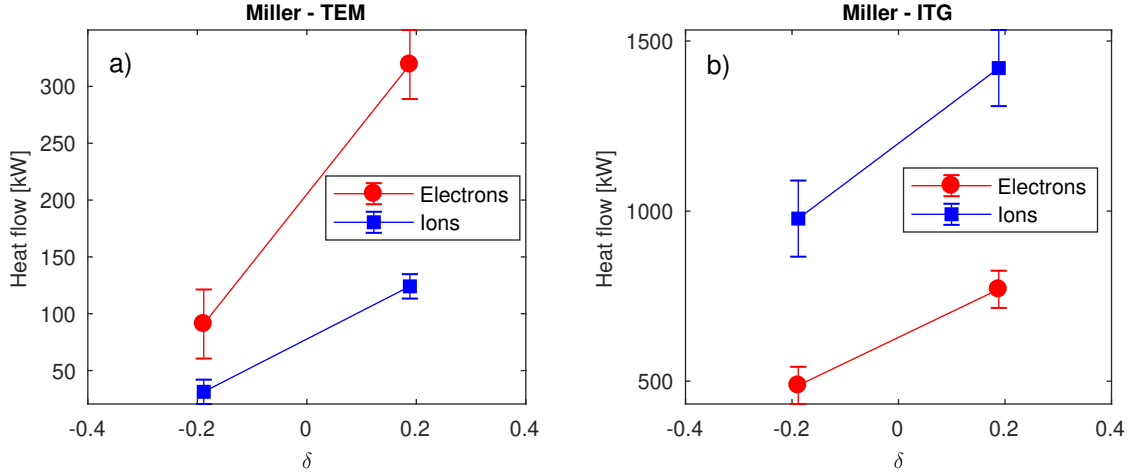 Miller - TEM
a)
Heat flow [kW]
300
250
200
150
100
50
-0.4
-0.2
0
0.2
0.4
δ
Electrons
Ions
Miller - ITG
b)
Heat flow [kW]
1500
1000
500
-0.4
-0.2
0
0.2
0.4
δ
Electrons
Ions